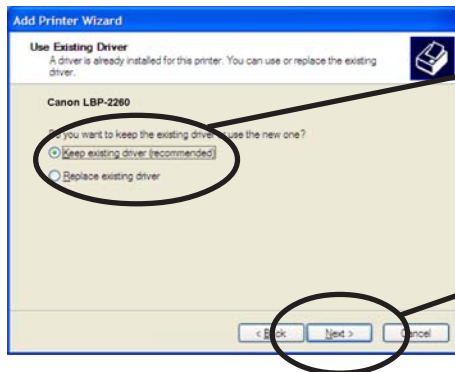 Add Printer Wizard
Use Existing Driver
A driver is already installed for this printer. You can use or replace the existing
driver.
Canon LBP-2260
Do you want to keep the existing driver or use the new one?
Keep existing driver (recommended)
Replace existing driver
< Back Next > Cancel